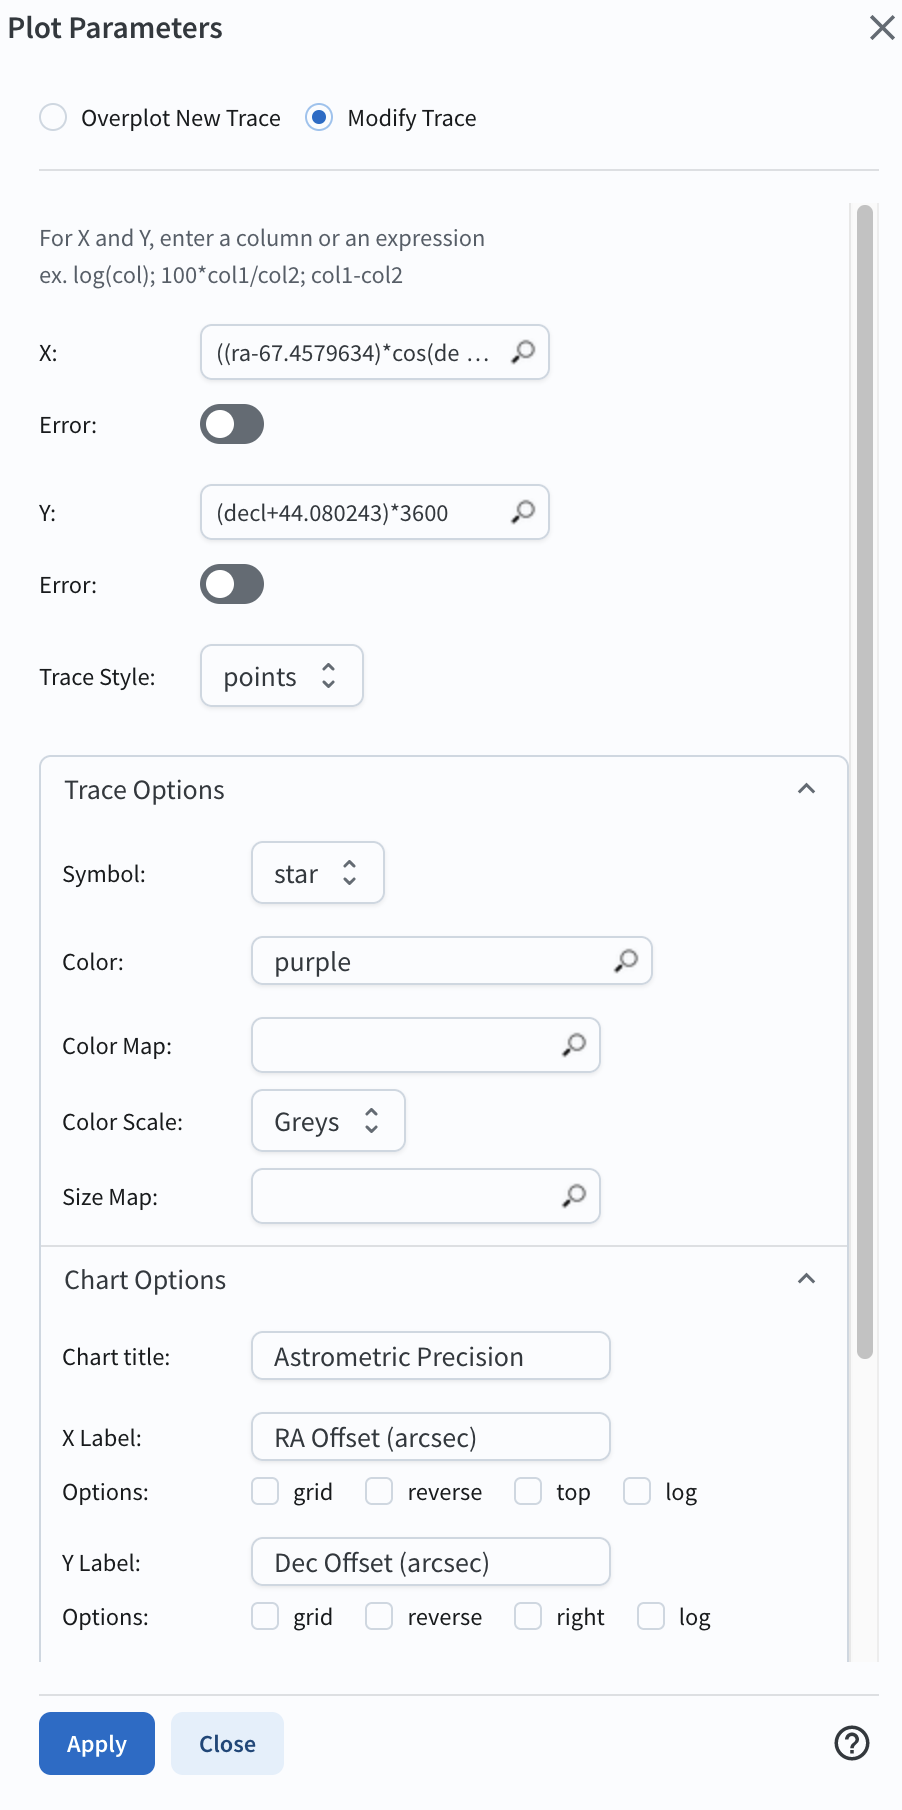 Plot Parameters
Overplot New Trace Modify Trace
For X and Y, enter a column or an expression
ex. log(col); 100*col1/col2; col1-col2
X: ((ra-67.4579634)*cos(de ...
Error:
Y: (decl+44.080243)*3600
Error:
Trace Style: points
Trace Options
Symbol: star
Color: purple
Color Map:
Color Scale: Greys
Size Map:
Chart Options
Chart title: Astrometric Precision
X Label: RA Offset (arcsec)
Options: grid reverse top log
Y Label: Dec Offset (arcsec)
Options: grid reverse right log
Apply Close ?